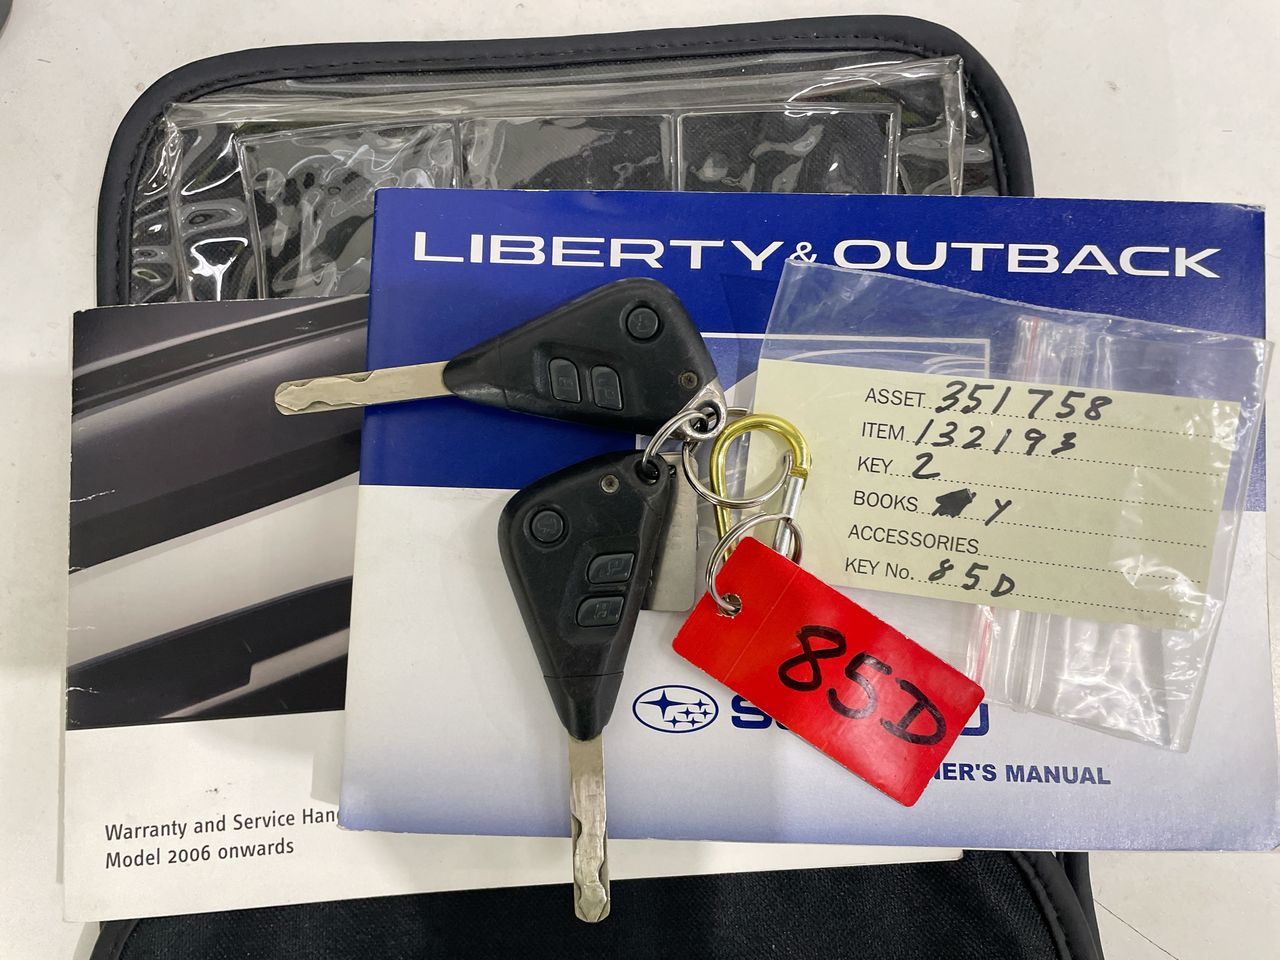 LIBERTY & OUTBACK
ASSET 351758
ITEM 132193
KEY 2
BOOKS Y
ACCESSORIES
KEY No. 85D
85D
MANUAL
Warranty and Service
Model 2006 onwards